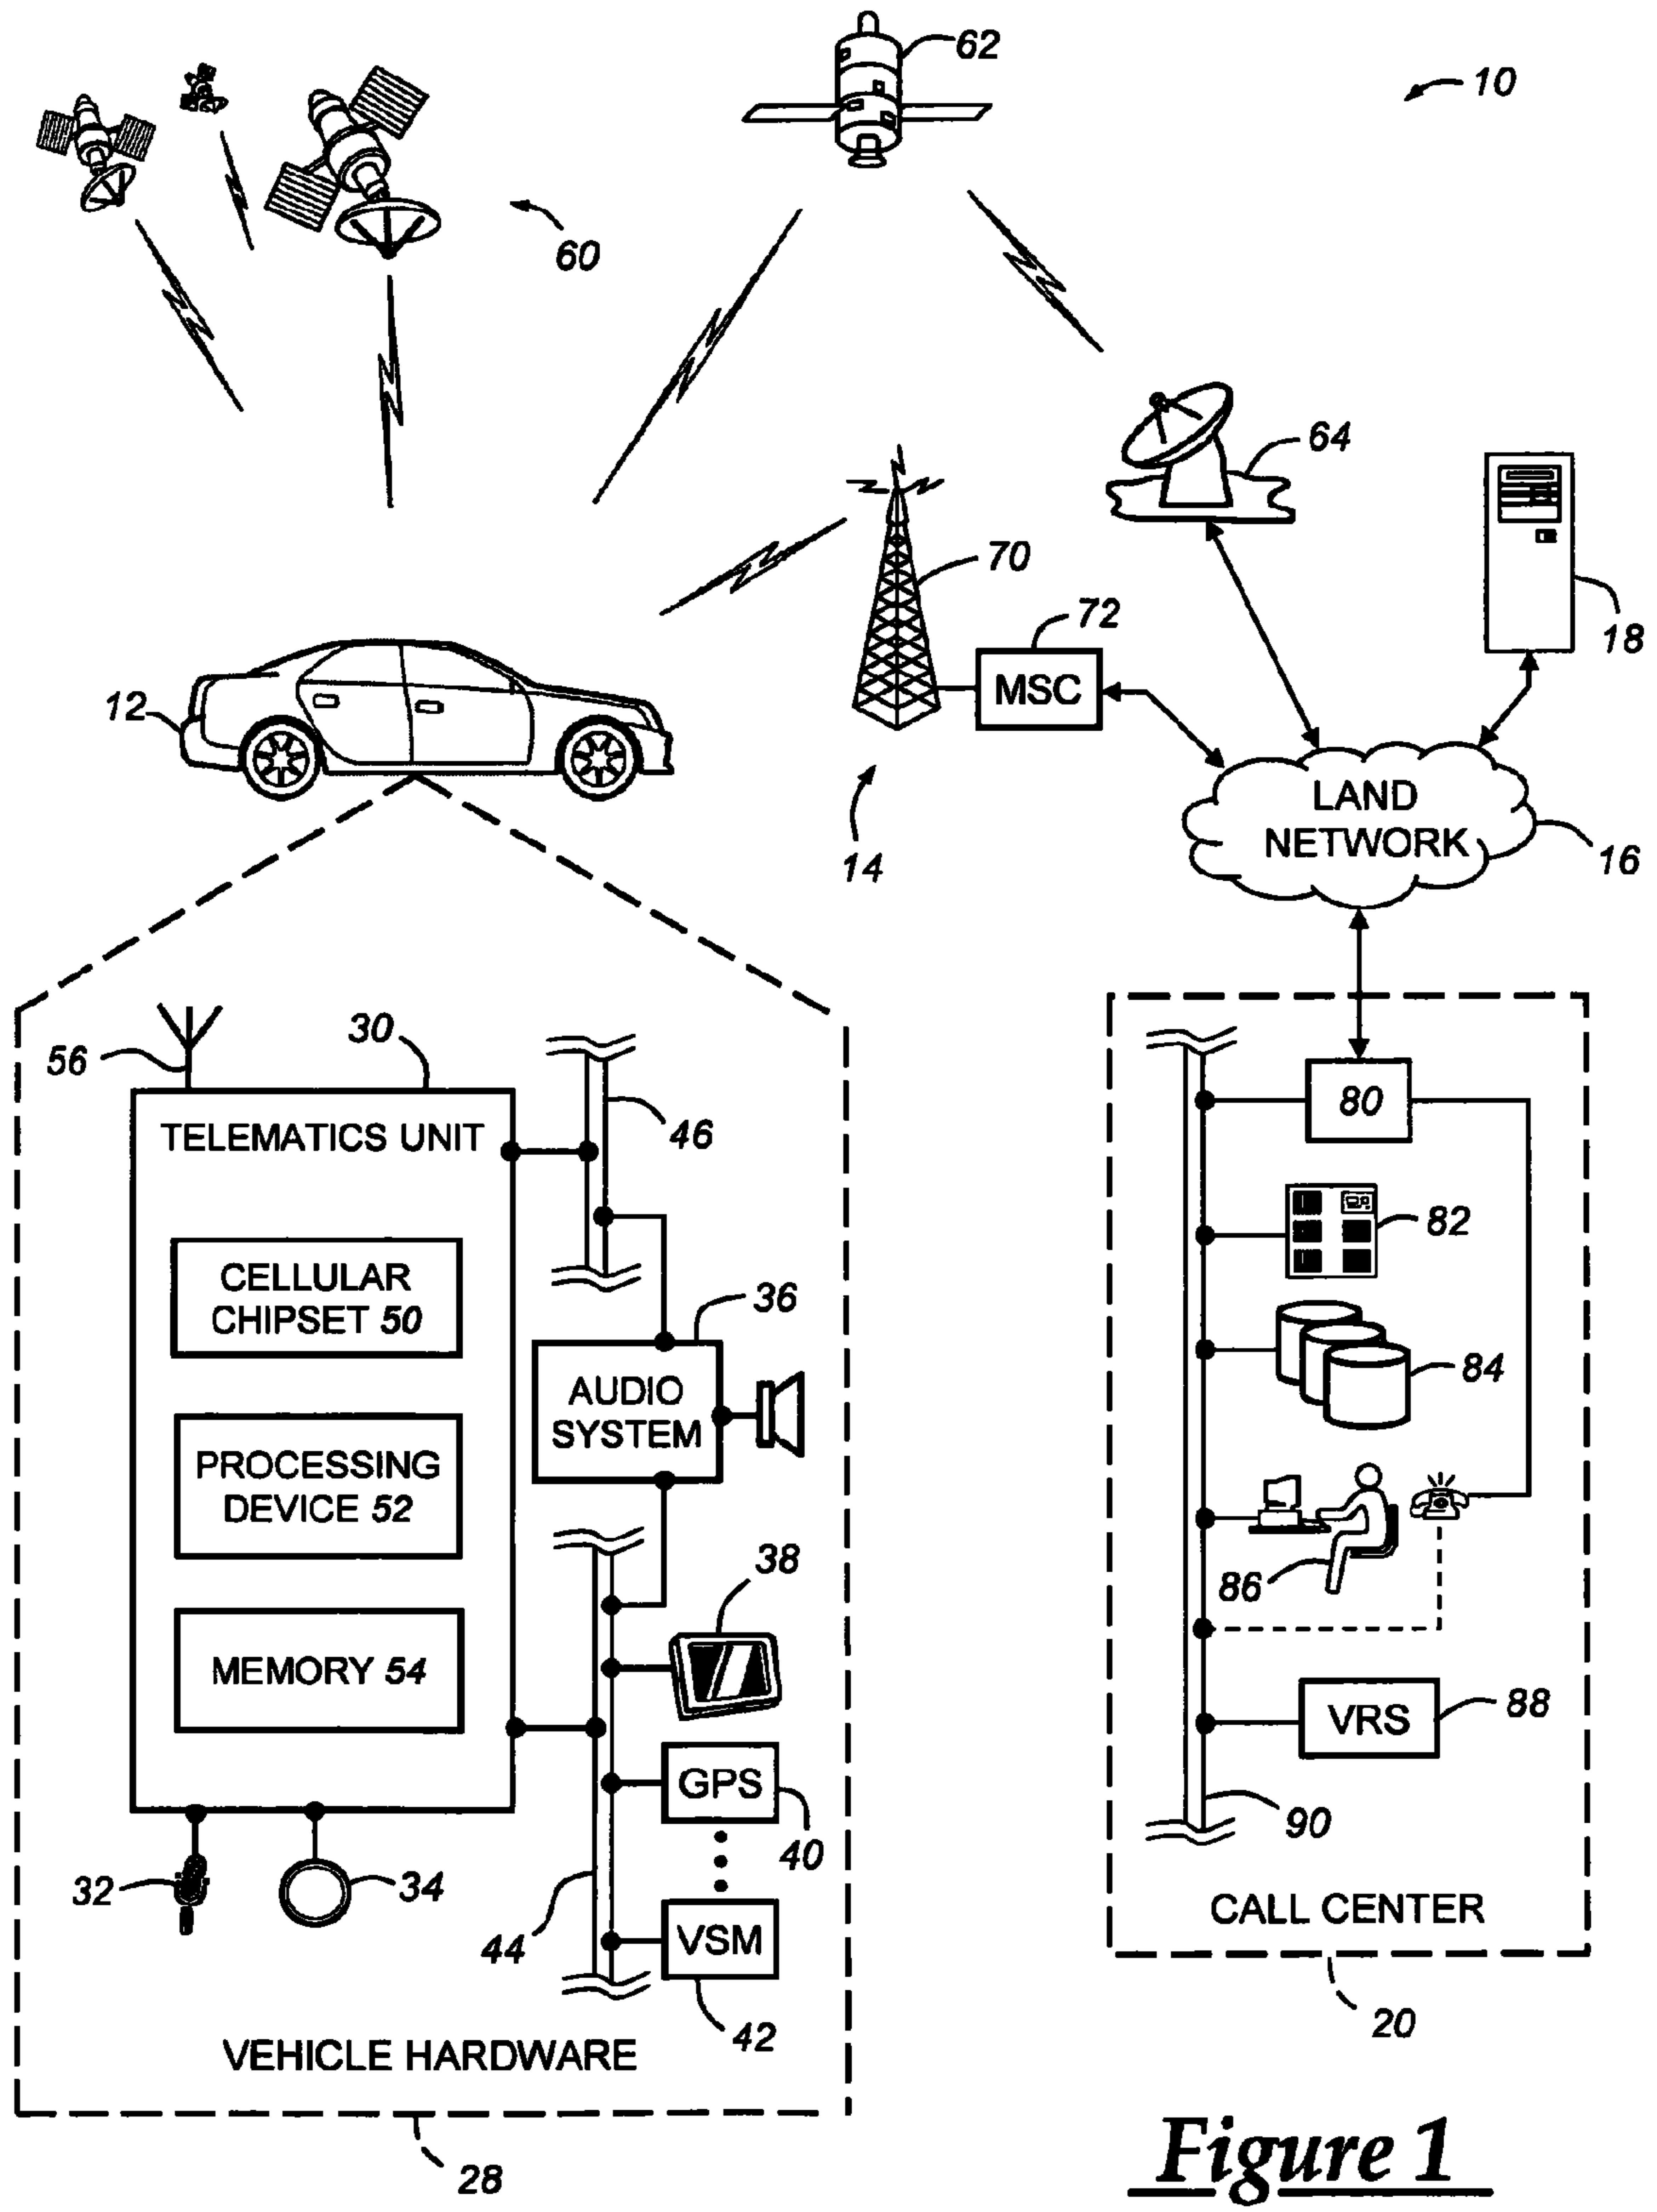 62
10
60
64
70
72
18
MSC
12
LAND
NETWORK
16
14
56
30
46
TELEMATICS UNIT
80
82
CELLULAR
CHIPSET 50
36
AUDIO
SYSTEM
84
PROCESSING
DEVICE 52
38
86
MEMORY 54
VRS
88
GPS
40
90
32
34
44
VSM
42
CALL CENTER
20
VEHICLE HARDWARE
28
Figure 1